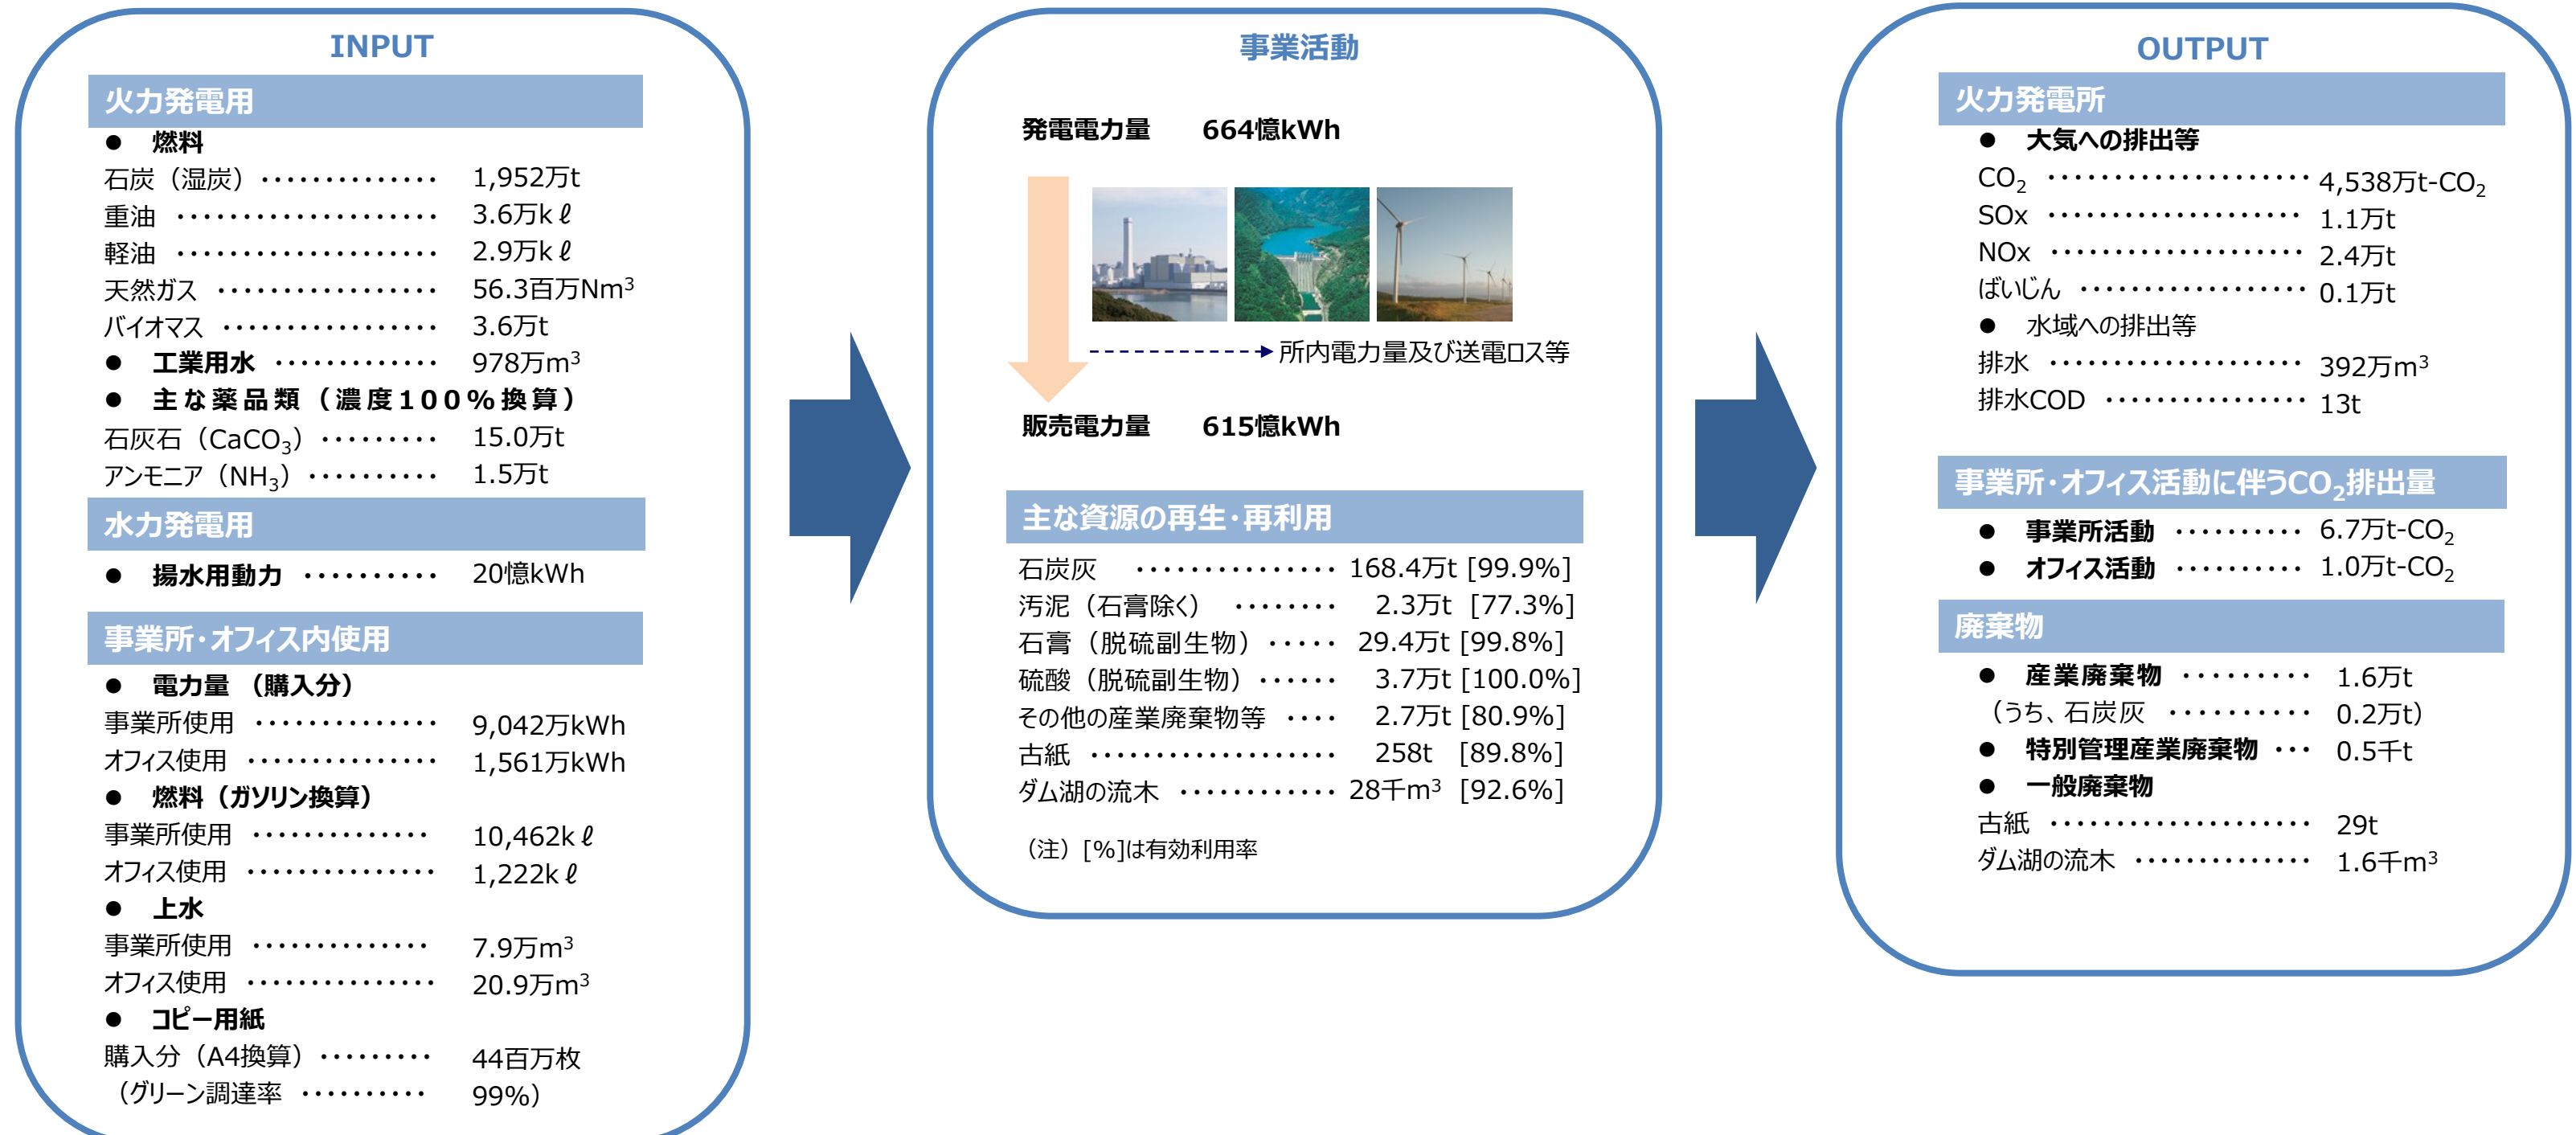 INPUT
火力発電用
● 燃料
石炭（湿炭）・・・・・・・・・・・・・・ 1,952万t
重油 ・・・・・・・・・・・・・・・・・・・・ 3.6万kℓ
軽油 ・・・・・・・・・・・・・・・・・・・・ 2.9万kℓ
天然ガス ・・・・・・・・・・・・・・・・・ 56.3百万Nm³
バイオマス ・・・・・・・・・・・・・・・・・ 3.6万t
● 工業用水 ・・・・・・・・・・・・・ 978万m³
● 主な薬品類（濃度100%換算）
石灰石（CaCO₃）・・・・・・・・・ 15.0万t
アンモニア（NH₃）・・・・・・・・・・ 1.5万t
水力発電用
● 揚水用動力 ・・・・・・・・・・ 20憶kWh
事業所・オフィス内使用
● 電力量 （購入分）
事業所使用 ・・・・・・・・・・・・・・ 9,042万kWh
オフィス使用 ・・・・・・・・・・・・・・・ 1,561万kWh
● 燃料（ガソリン換算）
事業所使用 ・・・・・・・・・・・・・・ 10,462kℓ
オフィス使用 ・・・・・・・・・・・・・・・ 1,222kℓ
● 上水
事業所使用 ・・・・・・・・・・・・・・ 7.9万m³
オフィス使用 ・・・・・・・・・・・・・・・ 20.9万m³
● コピー用紙
購入分（A4換算）・・・・・・・・・ 44百万枚
（グリーン調達率 ・・・・・・・・・・ 99%）
事業活動
発電電力量 664憶kWh
所内電力量及び送電ロス等
販売電力量 615憶kWh
主な資源の再生・再利用
石炭灰 ・・・・・・・・・・・・・・・ 168.4万t [99.9%]
汚泥（石膏除く） ・・・・・・・・ 2.3万t [77.3%]
石膏（脱硫副生物）・・・・・ 29.4万t [99.8%]
硫酸（脱硫副生物）・・・・・・ 3.7万t [100.0%]
その他の産業廃棄物等 ・・・・ 2.7万t [80.9%]
古紙 ・・・・・・・・・・・・・・・・・・・ 258t [89.8%]
ダム湖の流木 ・・・・・・・・・・・・ 28千m³ [92.6%]
（注）[%]は有効利用率
OUTPUT
火力発電所
● 大気への排出等
CO₂ ・・・・・・・・・・・・・・・・・・・・ 4,538万t-CO₂
SOx ・・・・・・・・・・・・・・・・・・・・ 1.1万t
NOx ・・・・・・・・・・・・・・・・・・・ 2.4万t
ばいじん ・・・・・・・・・・・・・・・・・ 0.1万t
● 水域への排出等
排水 ・・・・・・・・・・・・・・・・・・・ 392万m³
排水COD ・・・・・・・・・・・・・・・ 13t
事業所・オフィス活動に伴うCO₂排出量
● 事業所活動 ・・・・・・・・・・ 6.7万t-CO₂
● オフィス活動 ・・・・・・・・・・ 1.0万t-CO₂
廃棄物
● 産業廃棄物 ・・・・・・・・・ 1.6万t
（うち、石炭灰 ・・・・・・・・・・ 0.2万t）
● 特別管理産業廃棄物 ・・・ 0.5千t
● 一般廃棄物
古紙 ・・・・・・・・・・・・・・・・・・・・ 29t
ダム湖の流木 ・・・・・・・・・・・・・・ 1.6千m³